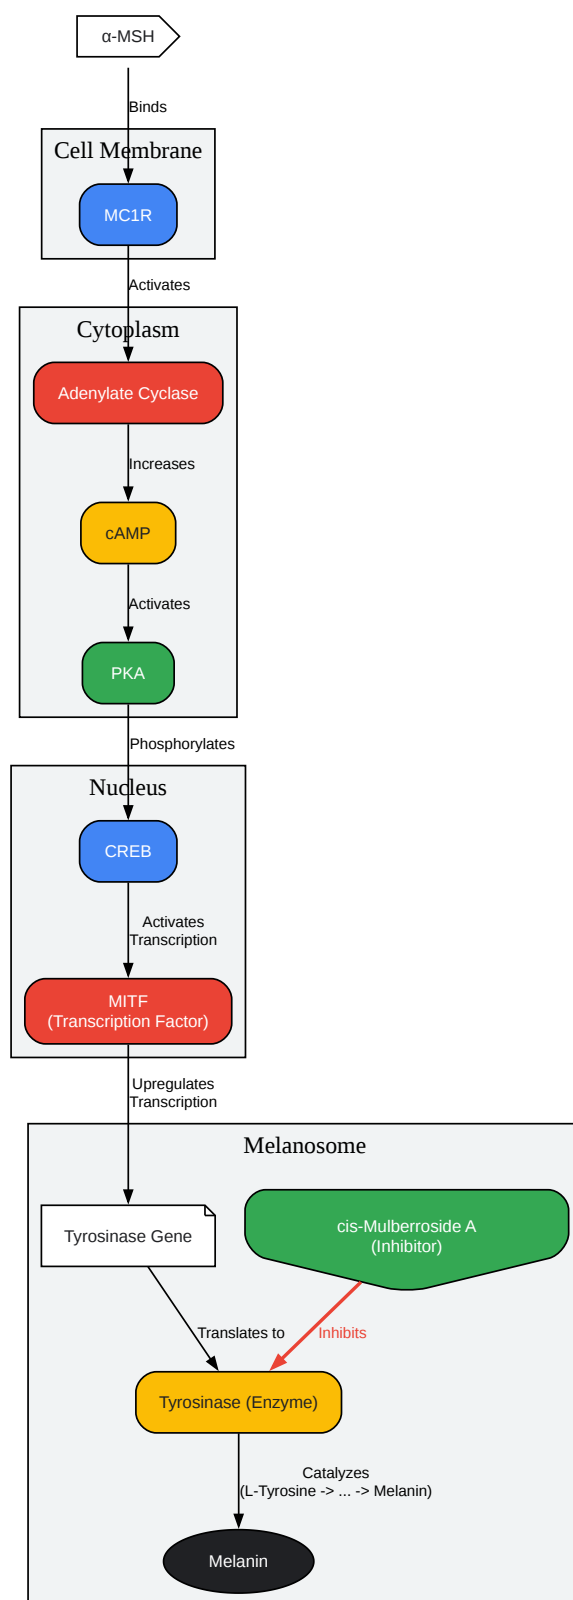 α-MSH
Binds
Cell Membrane
MC1R
Activates
Cytoplasm
Adenylate Cyclase
Increases
cAMP
Activates
PKA
Phosphorylates
Nucleus
CREB
Activates
Transcription
MITF
(Transcription Factor)
Upregulates
Transcription
Melanosome
Tyrosinase Gene
cis-Mulberroside A
(Inhibitor)
Translates to
Inhibits
Tyrosinase (Enzyme)
Catalyzes
(L-Tyrosine -> ... -> Melanin)
Melanin